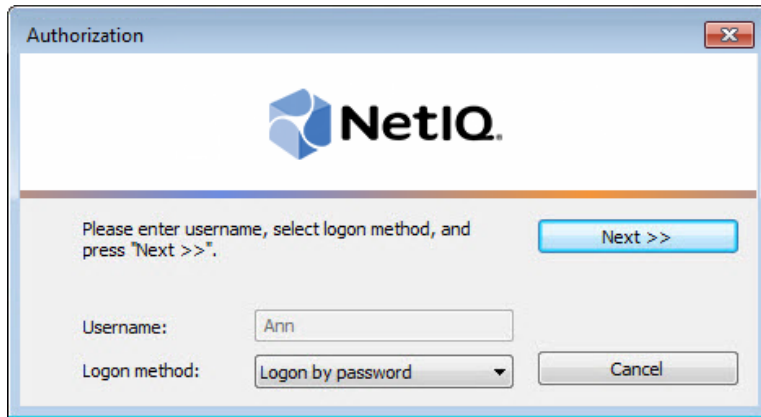 Authorization
NetIQ.
Please enter username, select logon method, and
press "Next >>".
Next >>
Username:
Ann
Logon method:
Logon by password
Cancel